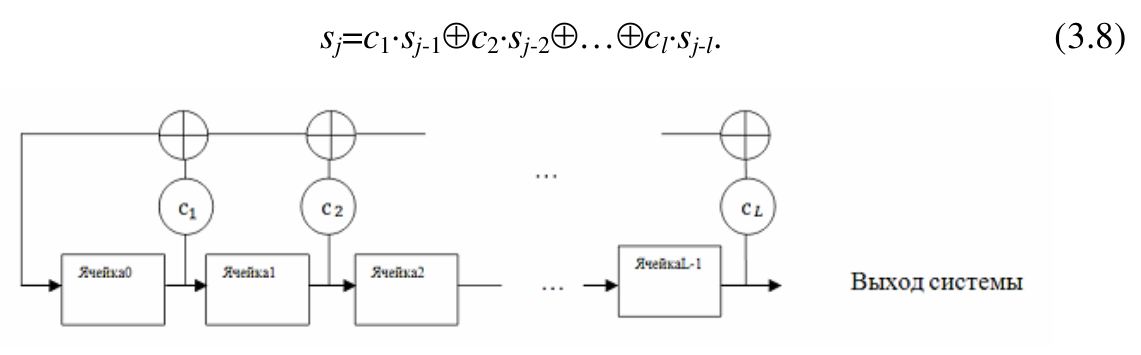 sj=c1·sj-1⊕c2·sj-2⊕…⊕cl·sj-l. (3.8)
…
c1 c2 cL
Ячейка0 Ячейка1 Ячейка2 … ЯчейкаL-1 Выход системы